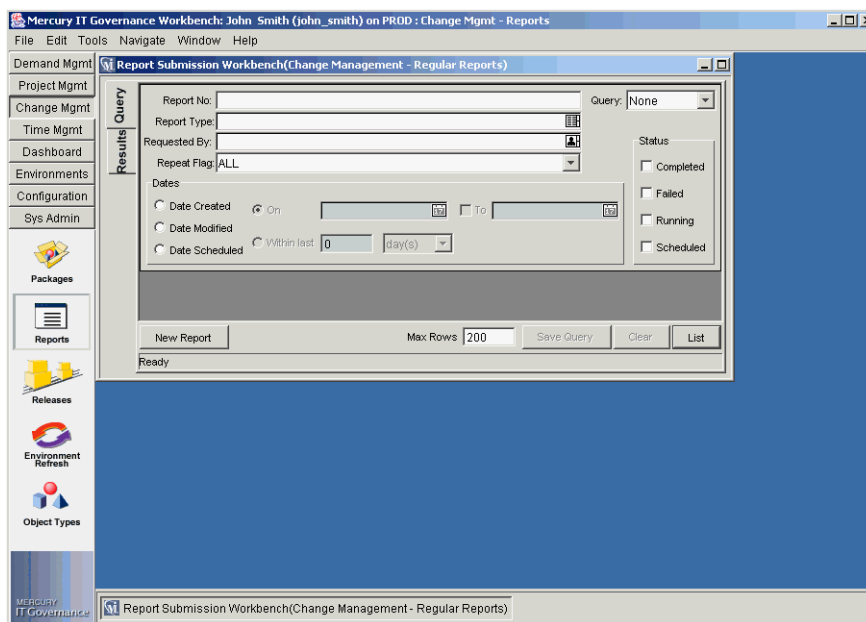 Mercury IT Governance Workbench: John Smith (john_smith) on PROD : Change Mgmt - Reports
File Edit Tools Navigate Window Help
Demand Mgmt
Project Mgmt
Change Mgmt
Time Mgmt
Dashboard
Environments
Configuration
Sys Admin
Packages
Reports
Releases
Environment
Refresh
Object Types
MERCURY
IT Governance
Report Submission Workbench(Change Management - Regular Reports)
Query
Results
Report No:
Query: None
Report Type:
Requested By:
Repeat Flag: ALL
Status
Completed
Failed
Running
Scheduled
Dates
Date Created
On
To
Date Modified
Date Scheduled
Within last 0 day(s)
New Report
Max Rows 200
Save Query
Clear
List
Ready
Report Submission Workbench(Change Management - Regular Reports)